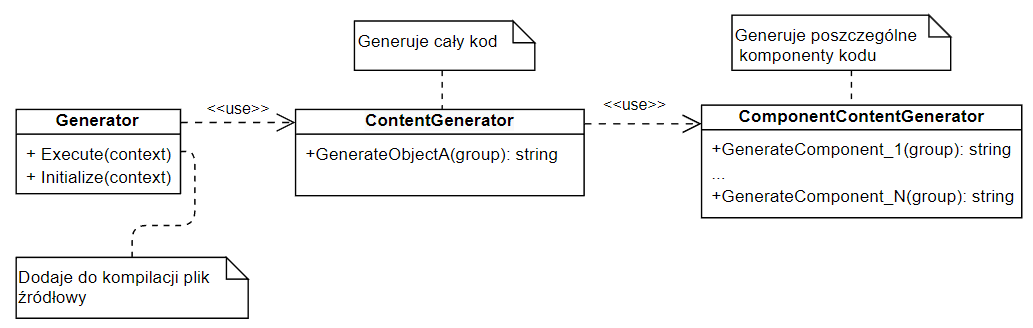 Generuje cały kod
Generuje poszczególne
komponenty kodu
<<use>>
<<use>>
Generator
+ Execute(context)
+ Initialize(context)
ContentGenerator
+GenerateObjectA(group): string
ComponentContentGenerator
+GenerateComponent_1(group): string
...
+GenerateComponent_N(group): string
Dodaje do kompilacji plik
źródłowy